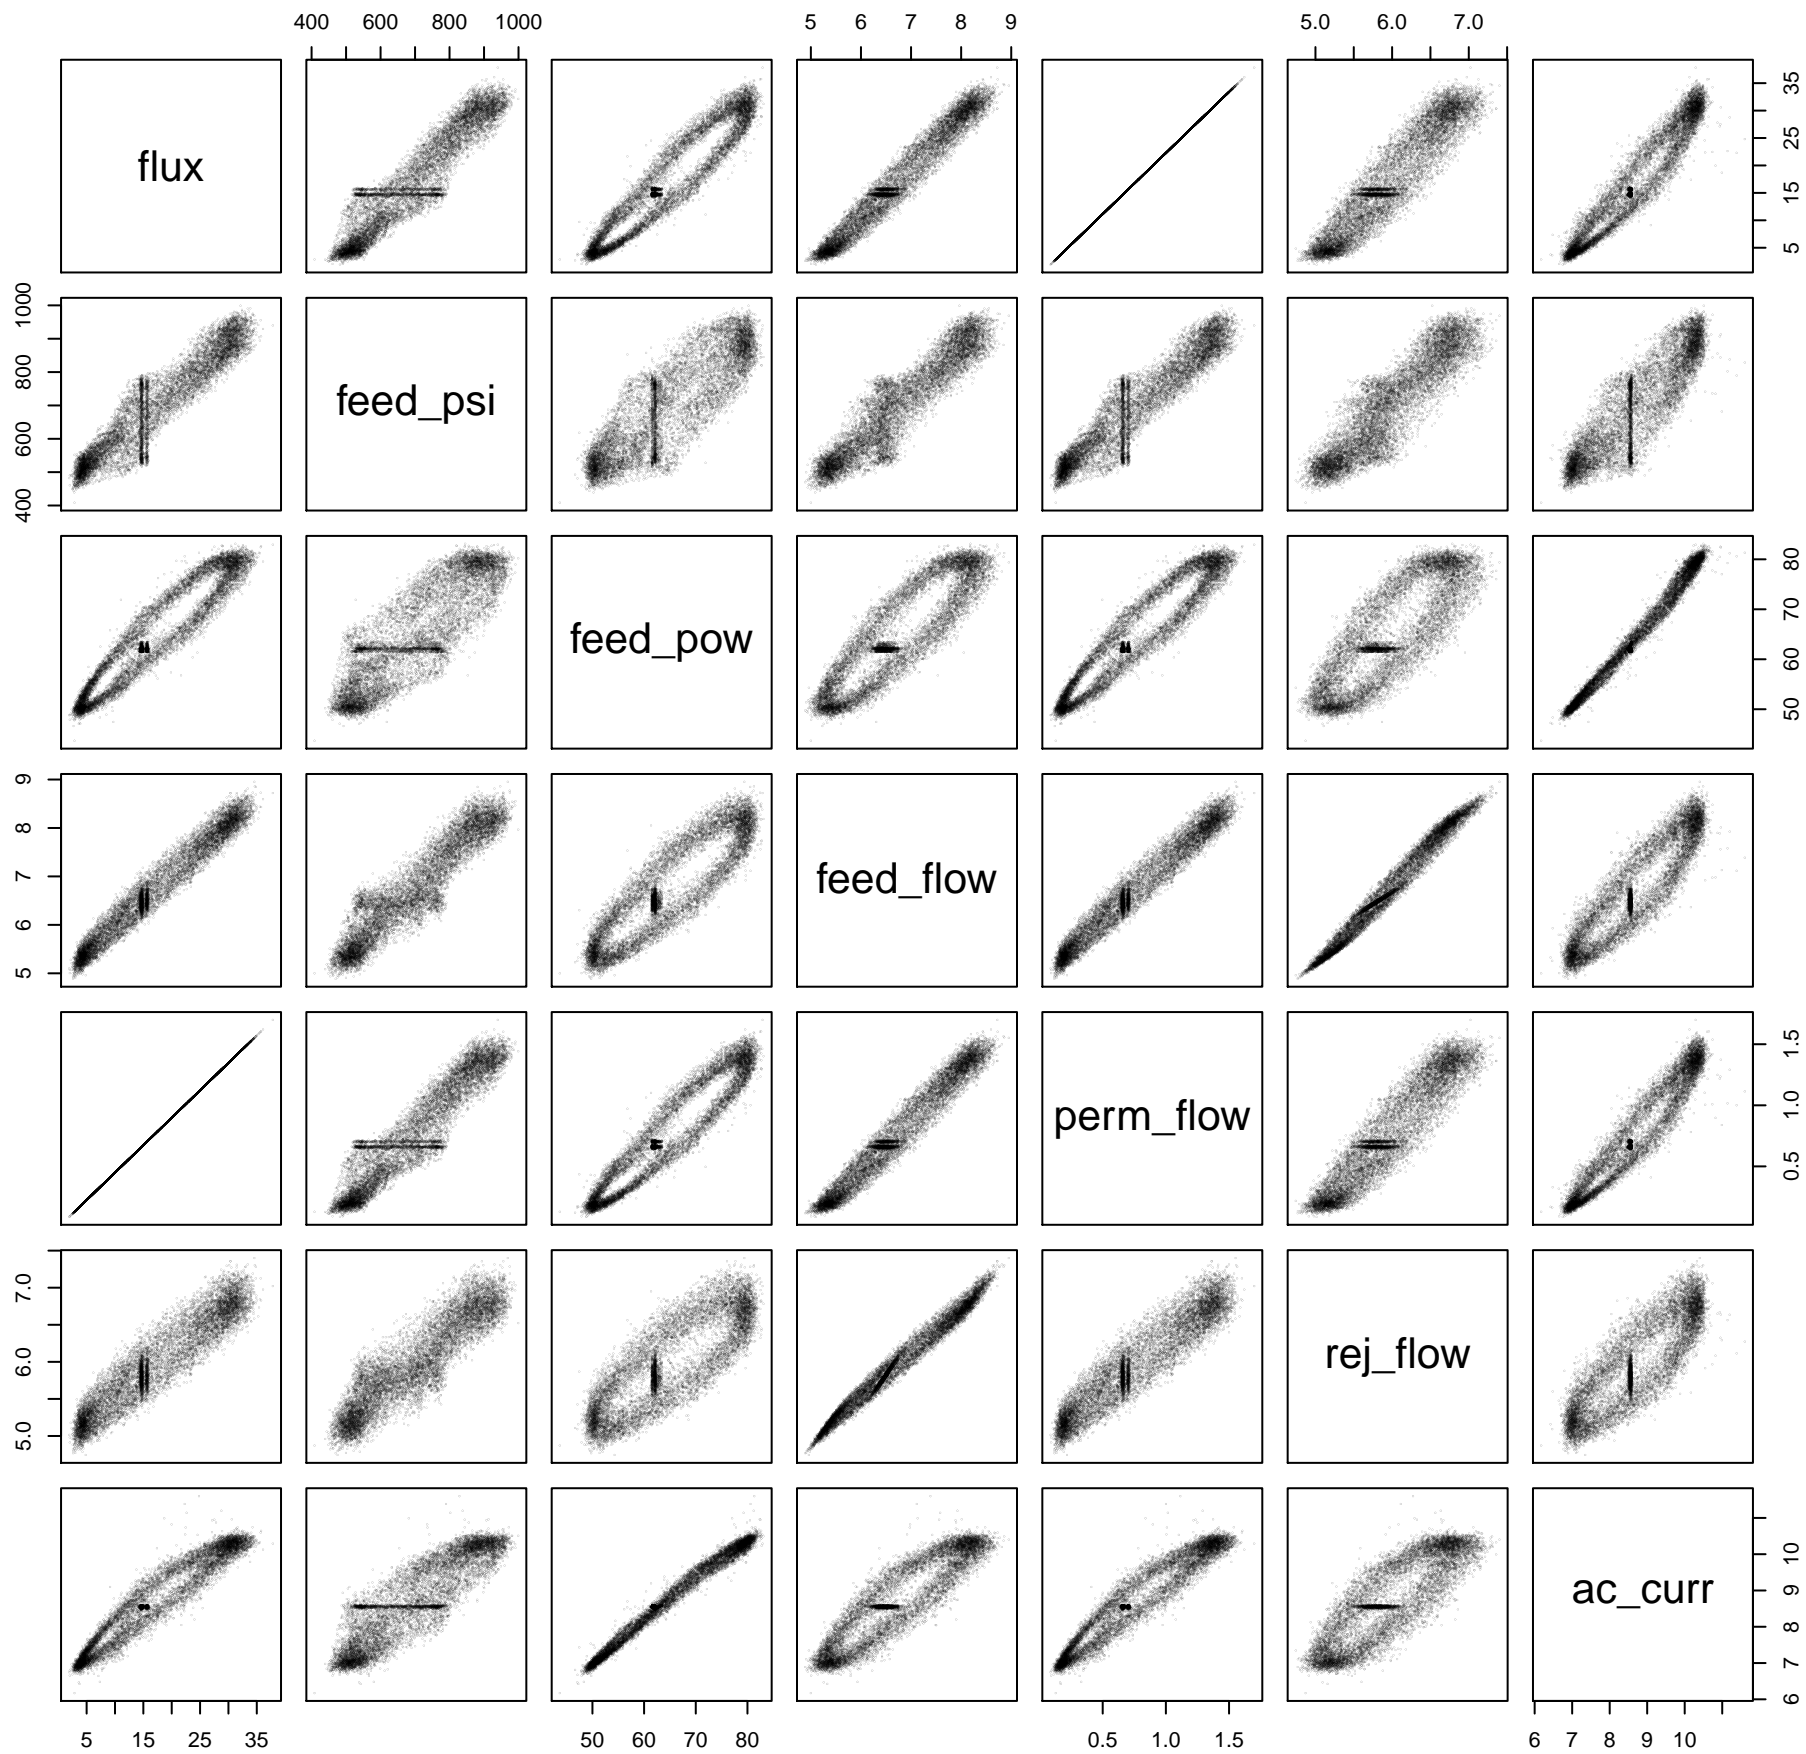 400 600 800 1000 5 6 7 8 9 5.0 6.0 7.0
flux 5 15 25 35
400 600 800 1000 feed_psi
feed_pow 50 60 70 80
5 6 7 8 9 feed_flow
perm_flow 0.5 1.0 1.5
5.0 6.0 7.0 rej_flow
ac_curr 6 7 8 9 10
5 15 25 35 50 60 70 80 0.5 1.0 1.5 6 7 8 9 10